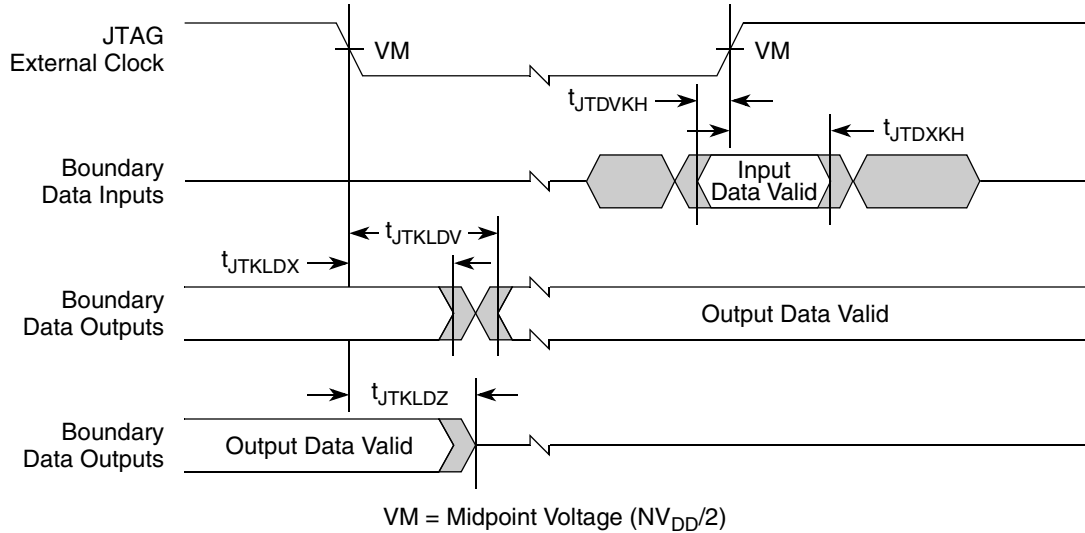 JTAG
External Clock
VM
VM
tJTDVKH
tJTDXKH
Boundary
Data Inputs
Input
Data Valid
tJTKLDV
tJTKLDX
Boundary
Data Outputs
Output Data Valid
tJTKLDZ
Boundary
Data Outputs
Output Data Valid
VM = Midpoint Voltage (NVDD/2)